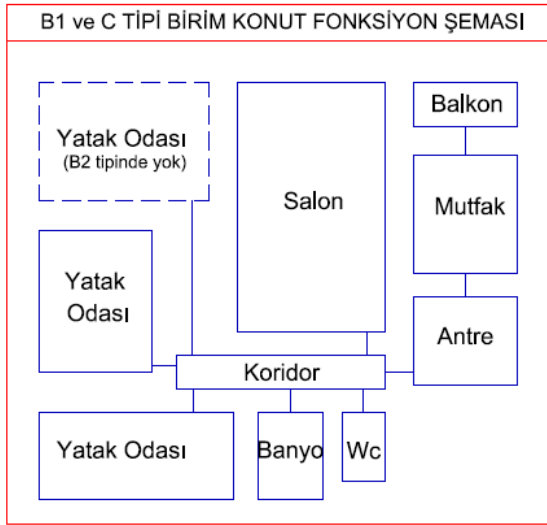 B1 ve C TİPİ BİRİM KONUT FONKSİYON ŞEMASI
Yatak Odası
(B2 tipinde yok)
Salon
Balkon
Mutfak
Yatak
Odası
Antre
Koridor
Yatak Odası
Banyo
Wc